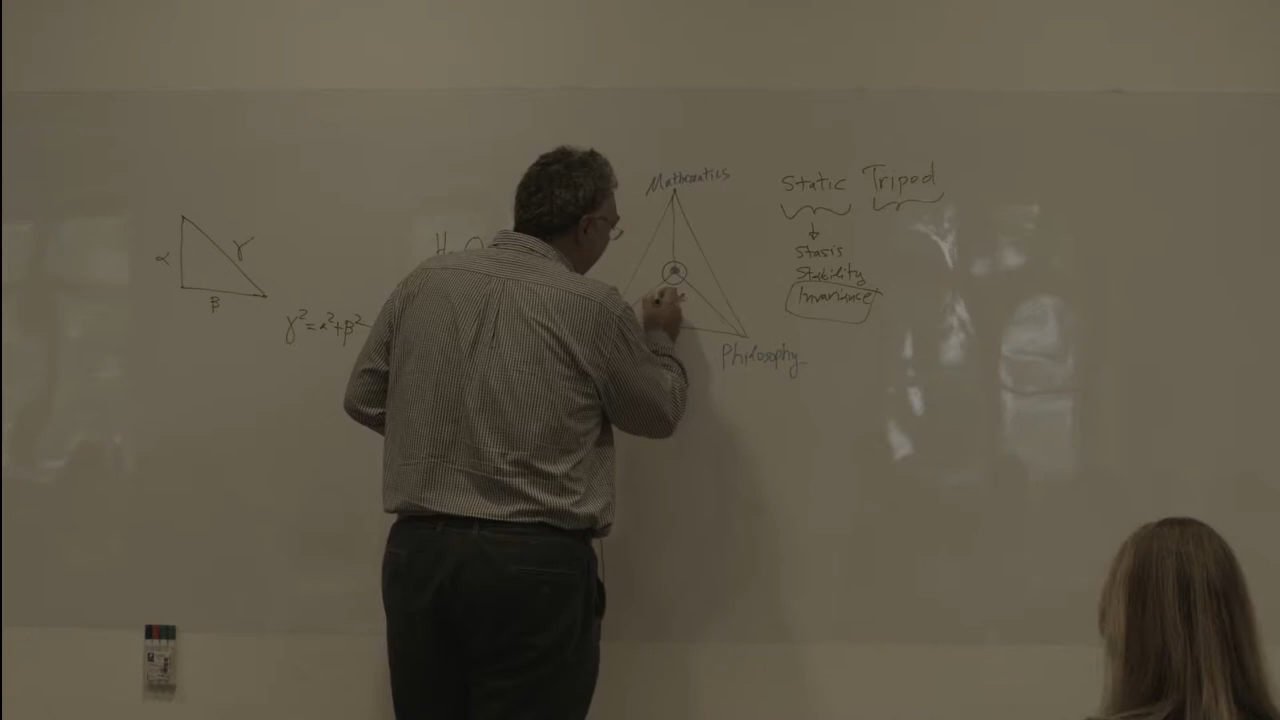 Mathematics
Static Tripod
α
γ
β
Stasis
Stability
Invariance
γ²=α²+β²
Philosophy